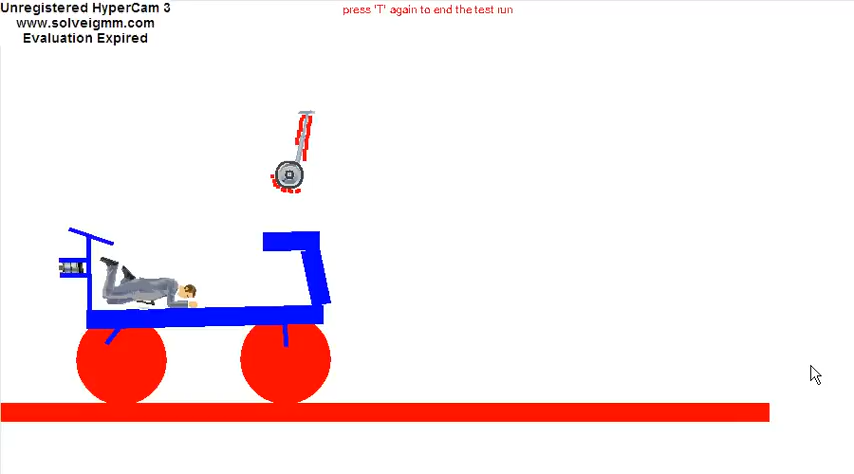 Unregistered HyperCam 3
www.solveigmm.com
Evaluation Expired
press 'T' again to end the test run